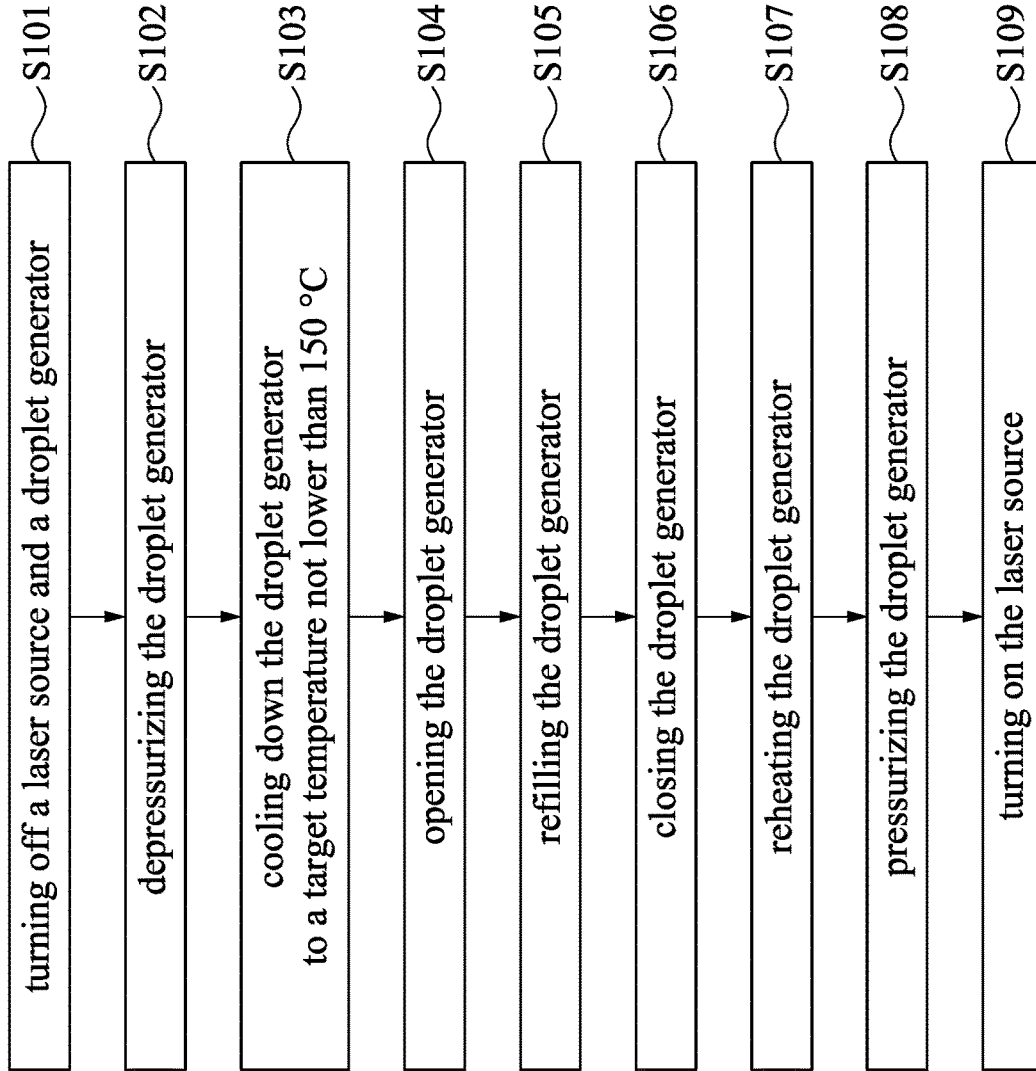 turning off a laser source and a droplet generator
S101
depressurizing the droplet generator
S102
cooling down the droplet generator
to a target temperature not lower than 150 °C
S103
opening the droplet generator
S104
refilling the droplet generator
S105
closing the droplet generator
S106
reheating the droplet generator
S107
pressurizing the droplet generator
S108
turning on the laser source
S109